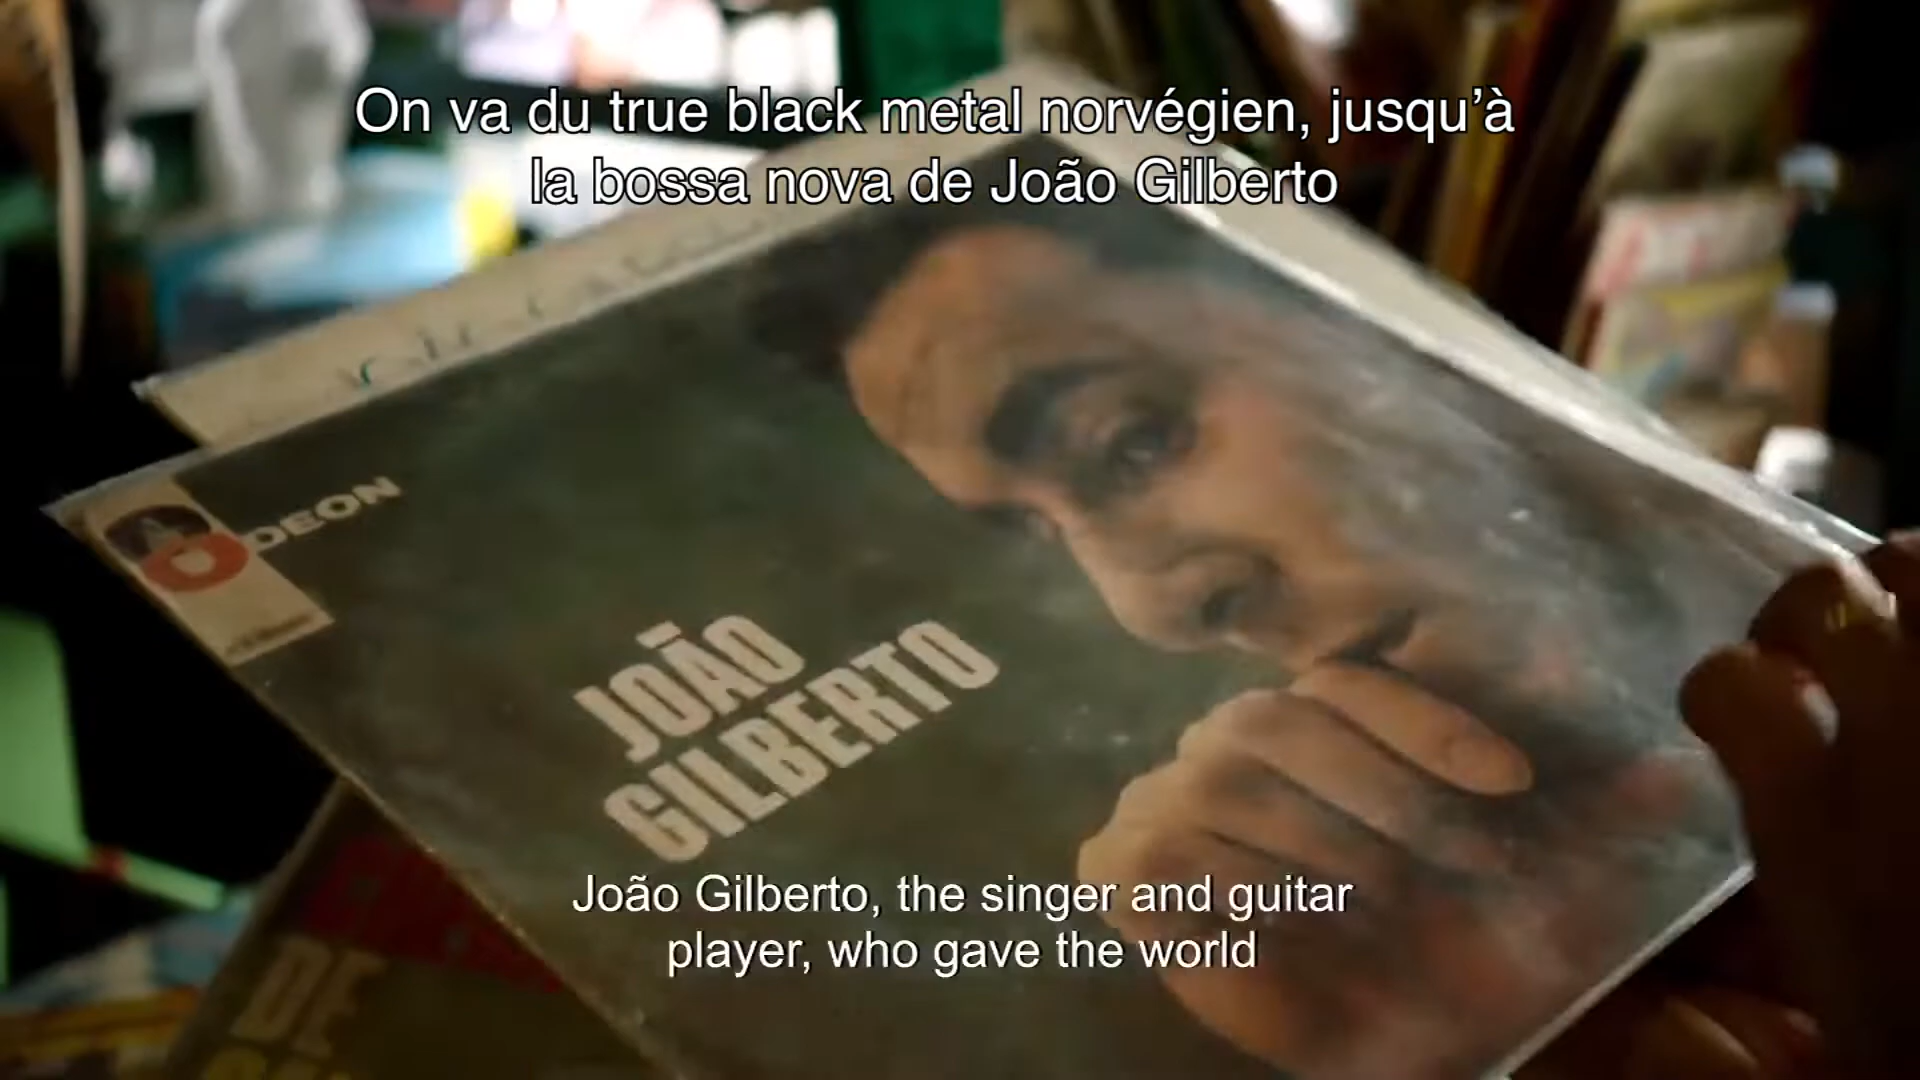 On va du true black metal norvégien, jusqu’à
la bossa nova de João Gilberto
ODEON
JOÃO
GILBERTO
João Gilberto, the singer and guitar
player, who gave the world
DE